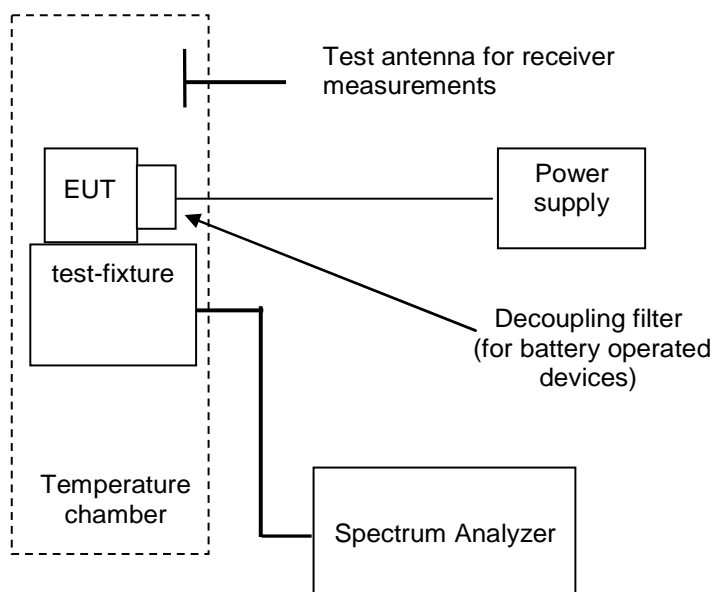 Test antenna for receiver
measurements
EUT
Power
supply
test-fixture
Decoupling filter
(for battery operated
devices)
Temperature
chamber
Spectrum Analyzer